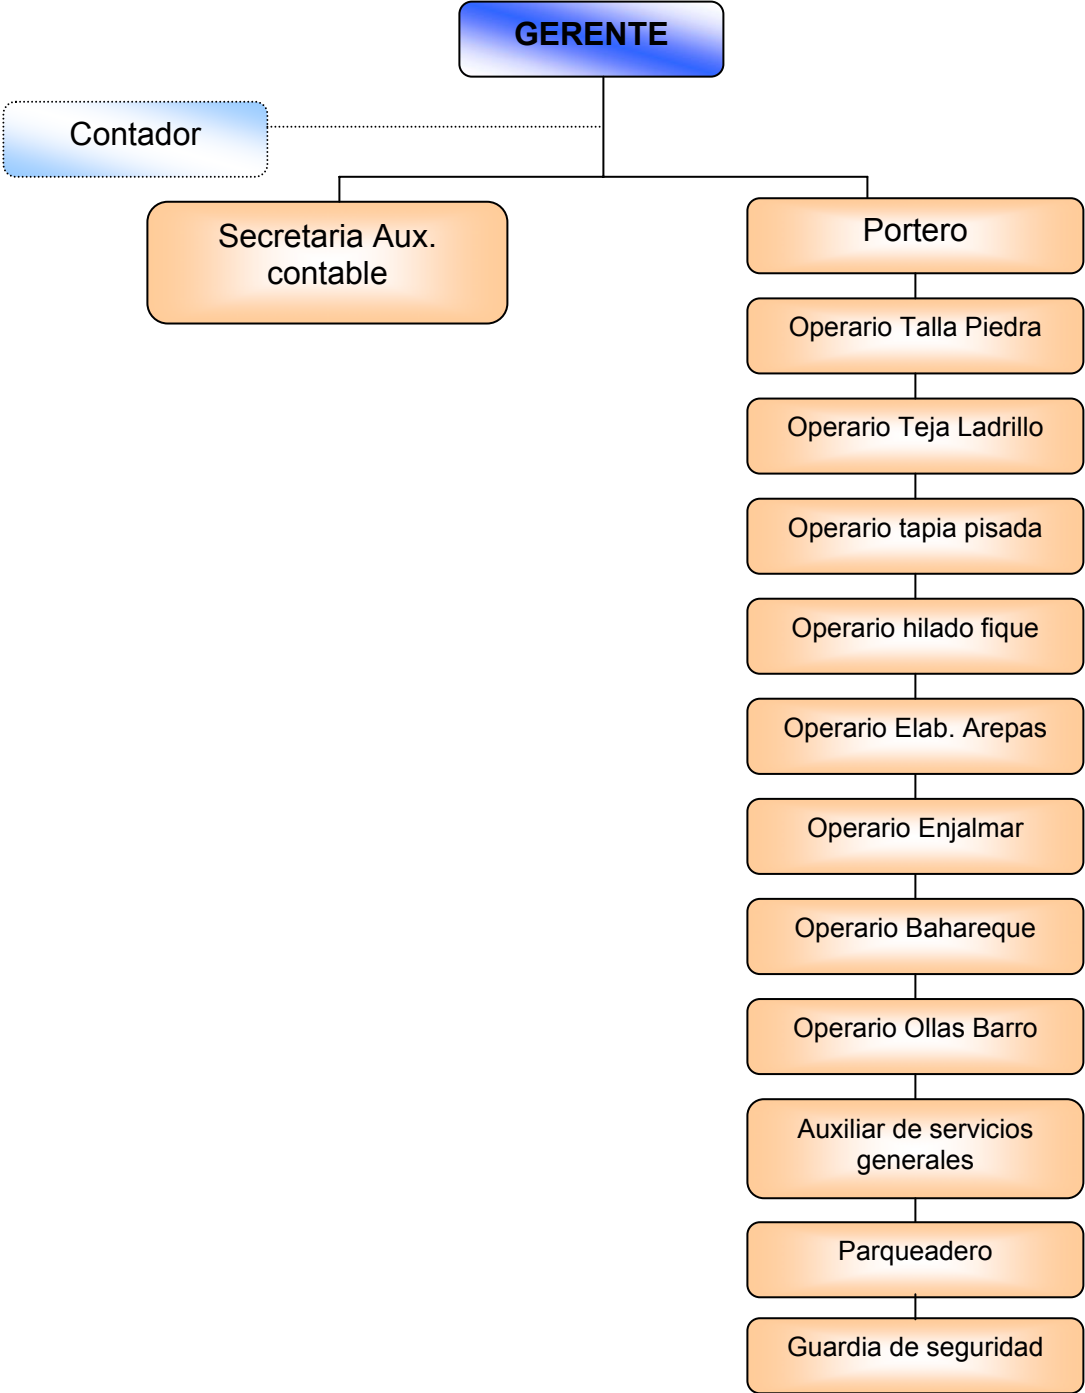 GERENTE
Contador
Secretaria Aux.
contable
Portero
Operario Talla Piedra
Operario Teja Ladrillo
Operario tapia pisada
Operario hilado fique
Operario Elab. Arepas
Operario Enjalmar
Operario Bahareque
Operario Ollas Barro
Auxiliar de servicios
generales
Parqueadero
Guardia de seguridad